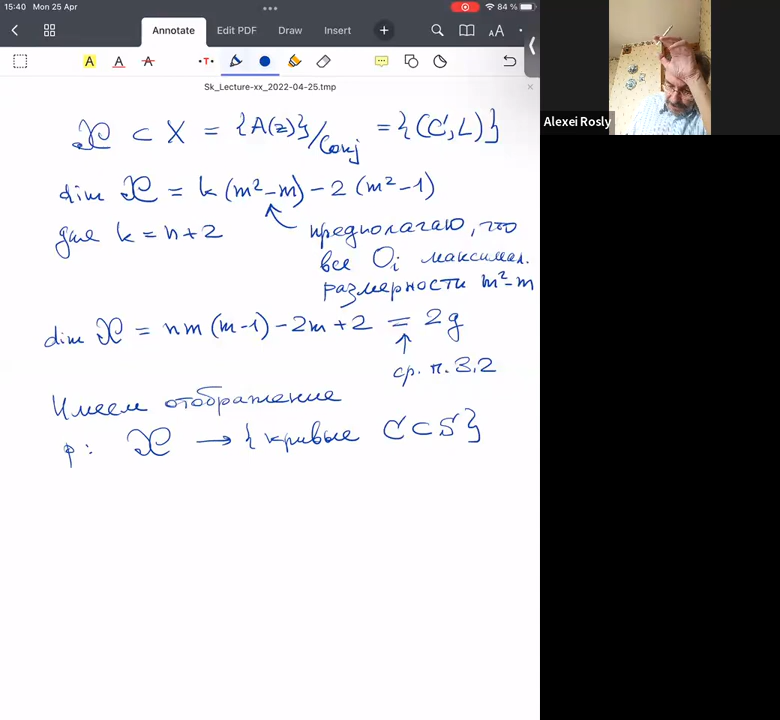 15:40 Mon 25 Apr
84 %
Annotate Edit PDF Draw Insert
AA
A A A T
Sk_Lecture-xx_2022-04-25.tmp
Alexei Rosly
𝒳 ⊂ X = {A(z)}/Conj = {(C, L)}
dim 𝒳 = k(m²-m) - 2(m²-1)
для k = n+2
предполагаю, что
все Oᵢ максимал.
размерности m²-m
dim 𝒳 = nm(m-1) - 2m + 2 = 2g
ср. п. 3.2
Имеем отображение
p: 𝒳 → {кривые C ⊂ S}